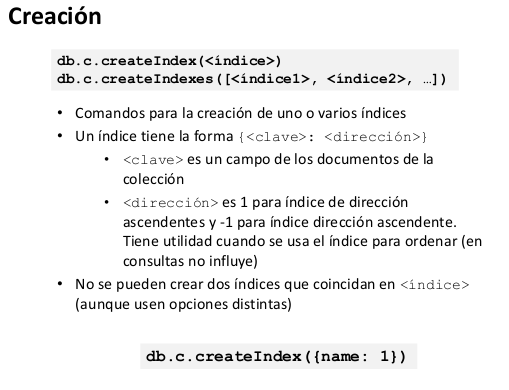 Creación
db.c.createIndex(<índice>)
db.c.createIndexes([<índice1>, <índice2>, …])
• Comandos para la creación de uno o varios índices
• Un índice tiene la forma {<clave>: <dirección>}
• <clave> es un campo de los documentos de la
colección
• <dirección> es 1 para índice de dirección
ascendentes y -1 para índice dirección ascendente.
Tiene utilidad cuando se usa el índice para ordenar (en
consultas no influye)
• No se pueden crear dos índices que coincidan en <índice>
(aunque usen opciones distintas)
db.c.createIndex({name: 1})